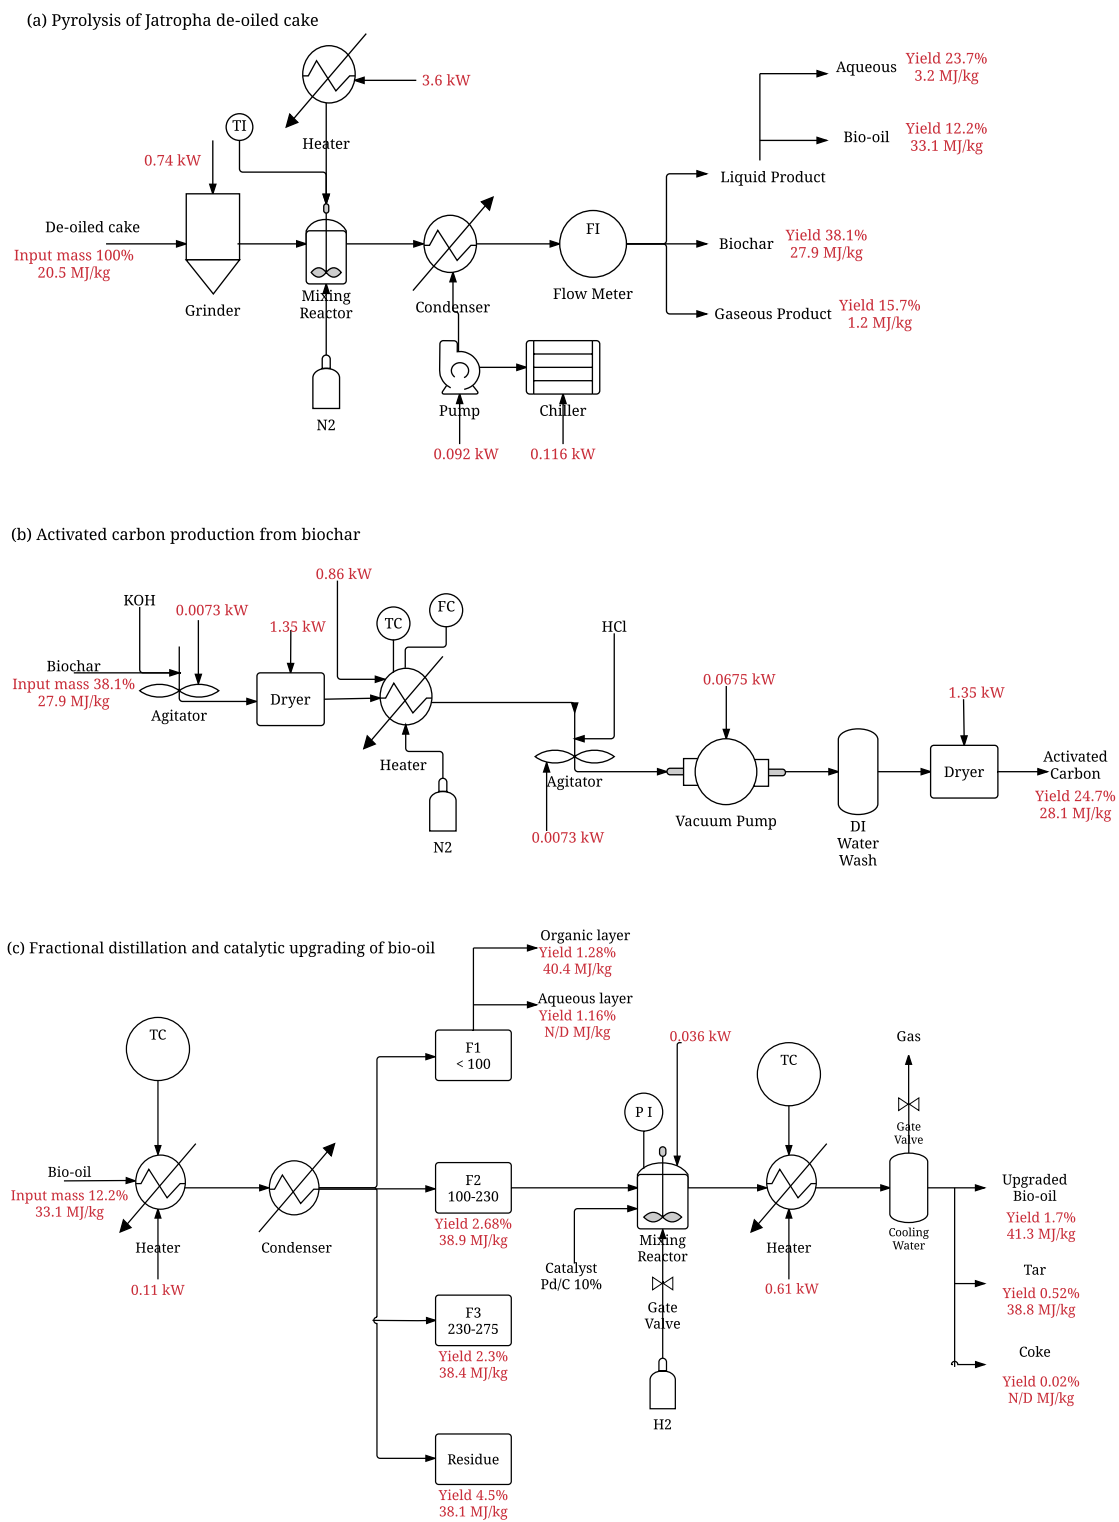 (a) Pyrolysis of Jatropha de-oiled cake
3.6 kW
Heater
TI
0.74 kW
De-oiled cake
Input mass 100%
20.5 MJ/kg
Grinder
Mixing
Reactor
N2
Condenser
Pump
0.092 kW
Chiller
0.116 kW
FI
Flow Meter
Aqueous
Yield 23.7%
3.2 MJ/kg
Bio-oil
Yield 12.2%
33.1 MJ/kg
Liquid Product
Biochar
Yield 38.1%
27.9 MJ/kg
Gaseous Product
Yield 15.7%
1.2 MJ/kg
(b) Activated carbon production from biochar
KOH
0.0073 kW
Biochar
Input mass 38.1%
27.9 MJ/kg
Agitator
1.35 kW
Dryer
0.86 kW
TC
FC
Heater
N2
HCl
Agitator
0.0073 kW
0.0675 kW
Vacuum Pump
DI
Water
Wash
1.35 kW
Dryer
Activated
Carbon
Yield 24.7%
28.1 MJ/kg
(c) Fractional distillation and catalytic upgrading of bio-oil
TC
Bio-oil
Input mass 12.2%
33.1 MJ/kg
Heater
0.11 kW
Condenser
Organic layer
Yield 1.28%
40.4 MJ/kg
Aqueous layer
Yield 1.16%
N/D MJ/kg
F1
< 100
F2
100-230
Yield 2.68%
38.9 MJ/kg
F3
230-275
Yield 2.3%
38.4 MJ/kg
Residue
Yield 4.5%
38.1 MJ/kg
0.036 kW
P I
Mixing
Reactor
Catalyst
Pd/C 10%
Gate
Valve
H2
TC
Heater
0.61 kW
Gas
Gate
Valve
Cooling
Water
Upgraded
Bio-oil
Yield 1.7%
41.3 MJ/kg
Tar
Yield 0.52%
38.8 MJ/kg
Coke
Yield 0.02%
N/D MJ/kg